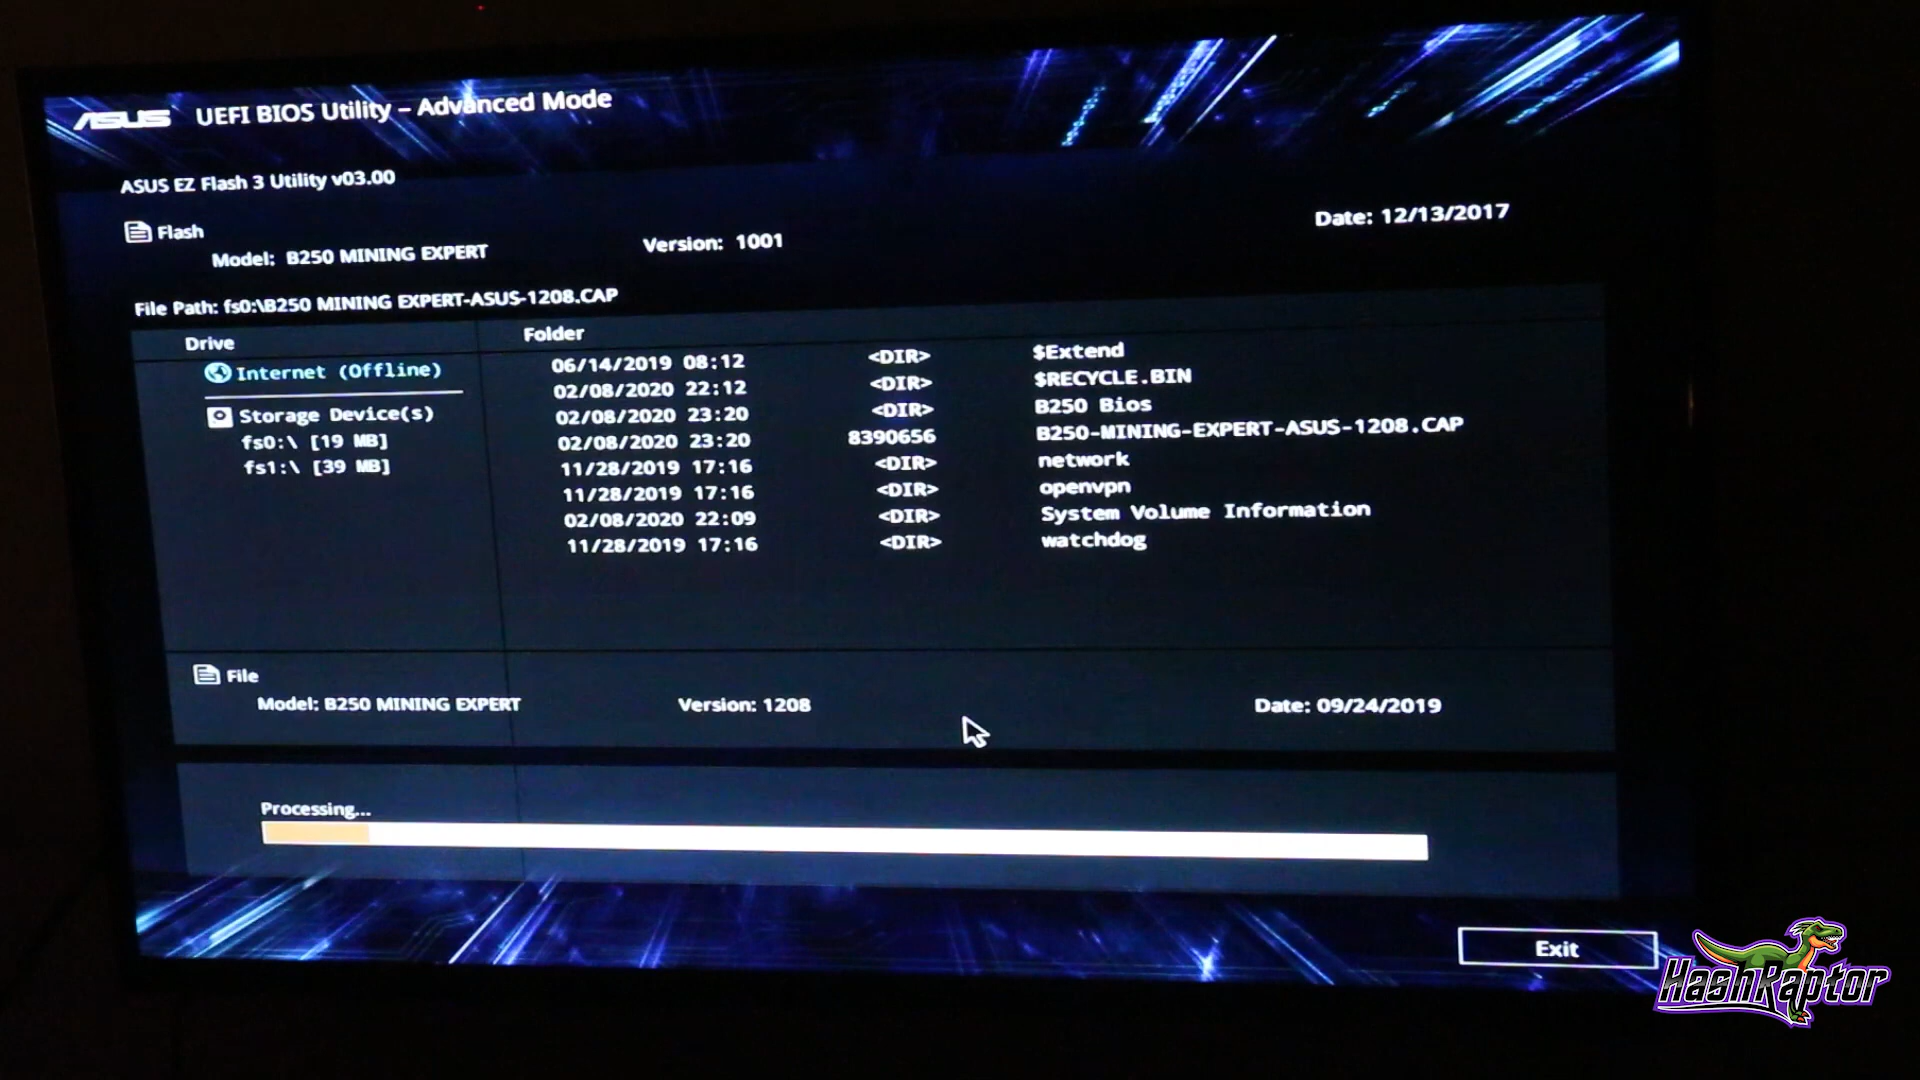 ASUS UEFI BIOS Utility – Advanced Mode
ASUS EZ Flash 3 Utility v03.00
Flash
Model: B250 MINING EXPERT Version: 1001 Date: 12/13/2017
File Path: fs0:\B250 MINING EXPERT-ASUS-1208.CAP
Drive Folder
Internet (Offline)
Storage Device(s)
fs0:\ [19 MB]
fs1:\ [39 MB]
06/14/2019 08:12 <DIR> $Extend
02/08/2020 22:12 <DIR> $RECYCLE.BIN
02/08/2020 23:20 <DIR> B250 Bios
02/08/2020 23:20 8390656 B250-MINING-EXPERT-ASUS-1208.CAP
11/28/2019 17:16 <DIR> network
11/28/2019 17:16 <DIR> openvpn
02/08/2020 22:09 <DIR> System Volume Information
11/28/2019 17:16 <DIR> watchdog
File
Model: B250 MINING EXPERT Version: 1208 Date: 09/24/2019
Processing...
Exit
HashRaptor